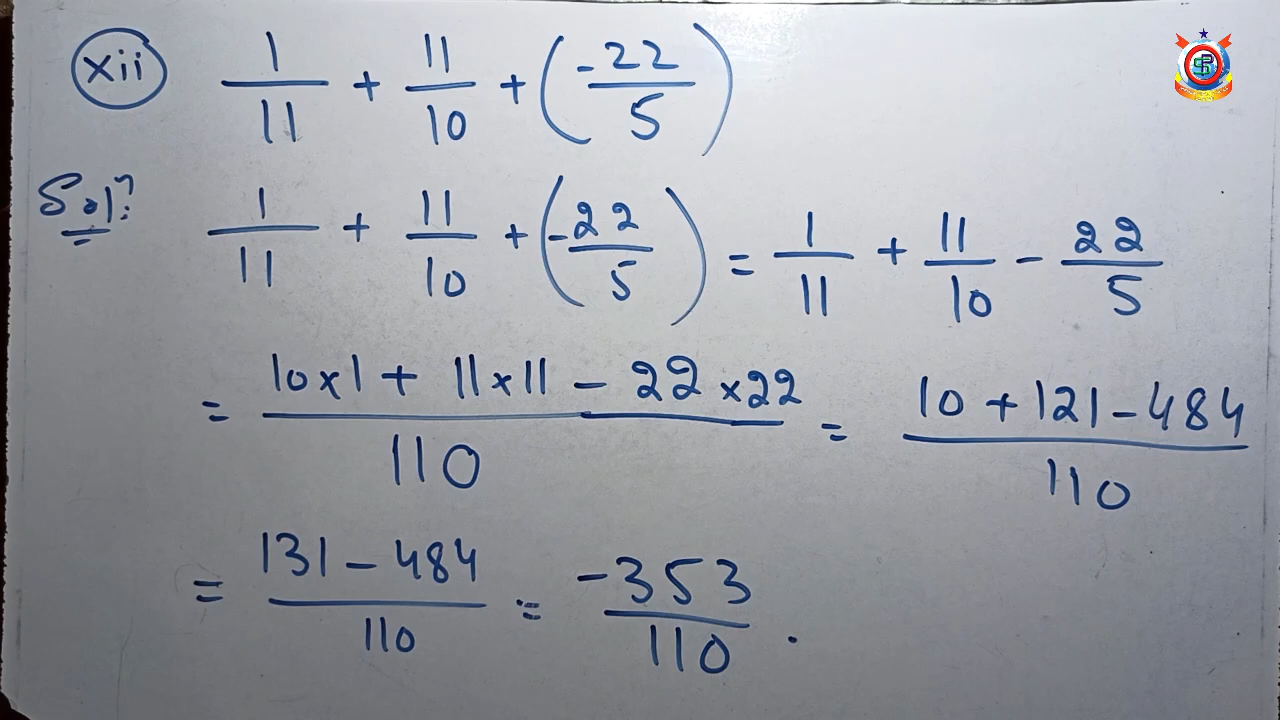 xii 1/11 + 11/10 + (-22/5)
Sol?
1/11 + 11/10 + (-22/5) = 1/11 + 11/10 - 22/5
= (10×1 + 11×11 - 22×22)/110 = (10 + 121 - 484)/110
= (131 - 484)/110 = -353/110 .